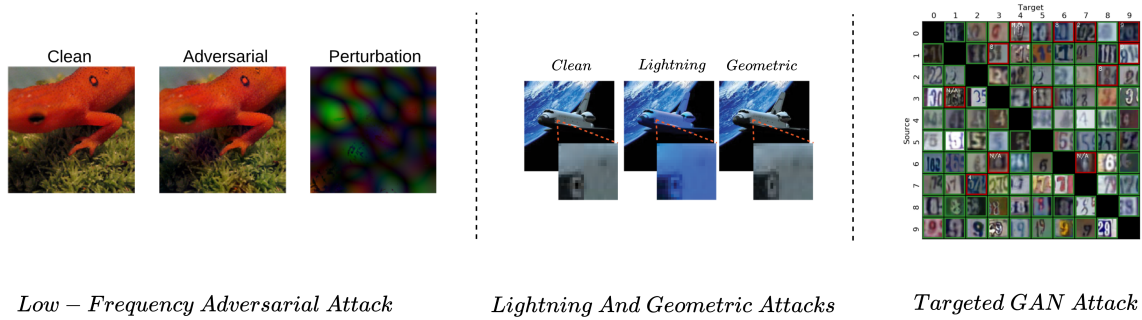 Clean Adversarial Perturbation
Low − Frequency Adversarial Attack
Clean Lightning Geometric
Lightning And Geometric Attacks
Target
0 1 2 3 4 5 6 7 8 9
Source
0
1
2
3
4
5
6
7
8
9
Targeted GAN Attack